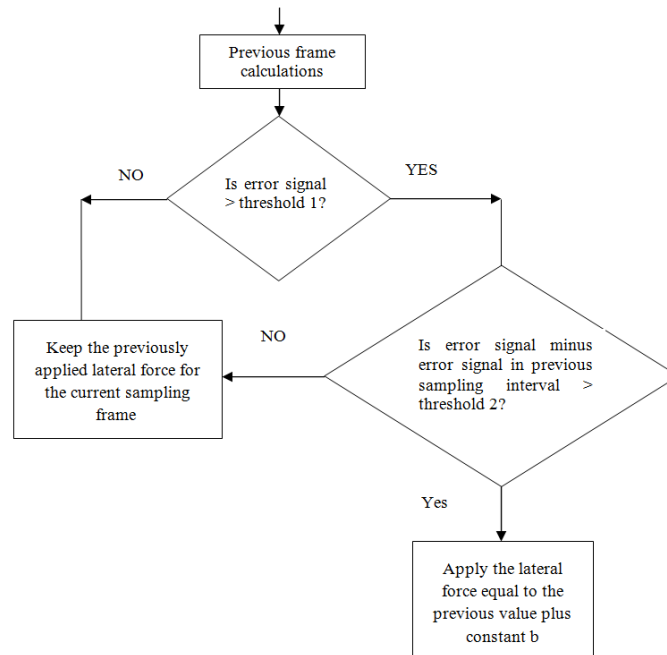 Previous frame
calculations
NO
YES
Is error signal
> threshold 1?
Keep the previously
applied lateral force for
the current sampling
frame
NO
Is error signal minus
error signal in previous
sampling interval >
threshold 2?
Yes
Apply the lateral
force equal to the
previous value plus
constant b